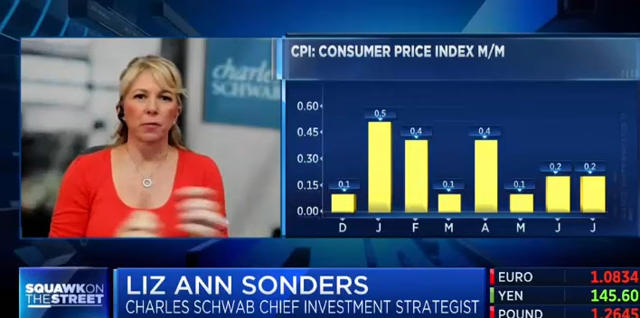 CPI: CONSUMER PRICE INDEX M/M
charles
SCHWAB
0.60
0.45
0.30
0.15
0.00
0.1
0.5
0.4
0.1
0.4
0.1
0.2
0.2
D J F M A M J J
SQUAWK ON
THE STREET
LIZ ANN SONDERS
CHARLES SCHWAB CHIEF INVESTMENT STRATEGIST
EURO 1.0834
YEN 145.60
POUND 1.2645